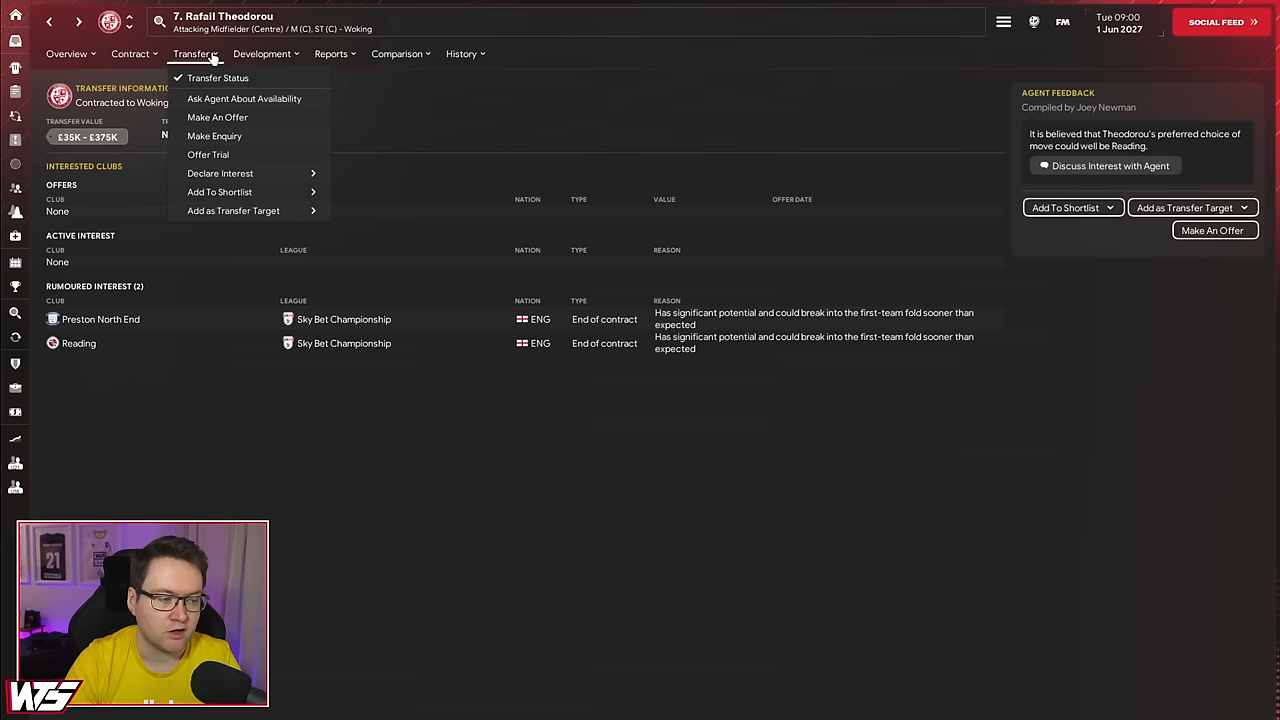 7. Rafail Theodorou
Attacking Midfielder (Centre) / M (C), ST (C) - Woking
FM
Tue 09:00
1 Jun 2027
SOCIAL FEED
Overview
Contract
Transfer
Development
Reports
Comparison
History
TRANSFER INFORMATIO
Contracted to Woking
TRANSFER VALUE
£35K - £375K
INTERESTED CLUBS
Transfer Status
Ask Agent About Availability
Make An Offer
Make Enquiry
Offer Trial
Declare Interest
Add To Shortlist
Add as Transfer Target
OFFERS
CLUB NATION TYPE VALUE OFFER DATE
None
ACTIVE INTEREST
CLUB LEAGUE NATION TYPE REASON
None
RUMOURED INTEREST (2)
CLUB LEAGUE NATION TYPE REASON
Preston North End Sky Bet Championship ENG End of contract Has significant potential and could break into the first-team fold sooner than
expected
Reading Sky Bet Championship ENG End of contract Has significant potential and could break into the first-team fold sooner than
expected
AGENT FEEDBACK
Compiled by Joey Newman
It is believed that Theodorou's preferred choice of
move could well be Reading.
Discuss Interest with Agent
Add To Shortlist
Add as Transfer Target
Make An Offer
21
WTS